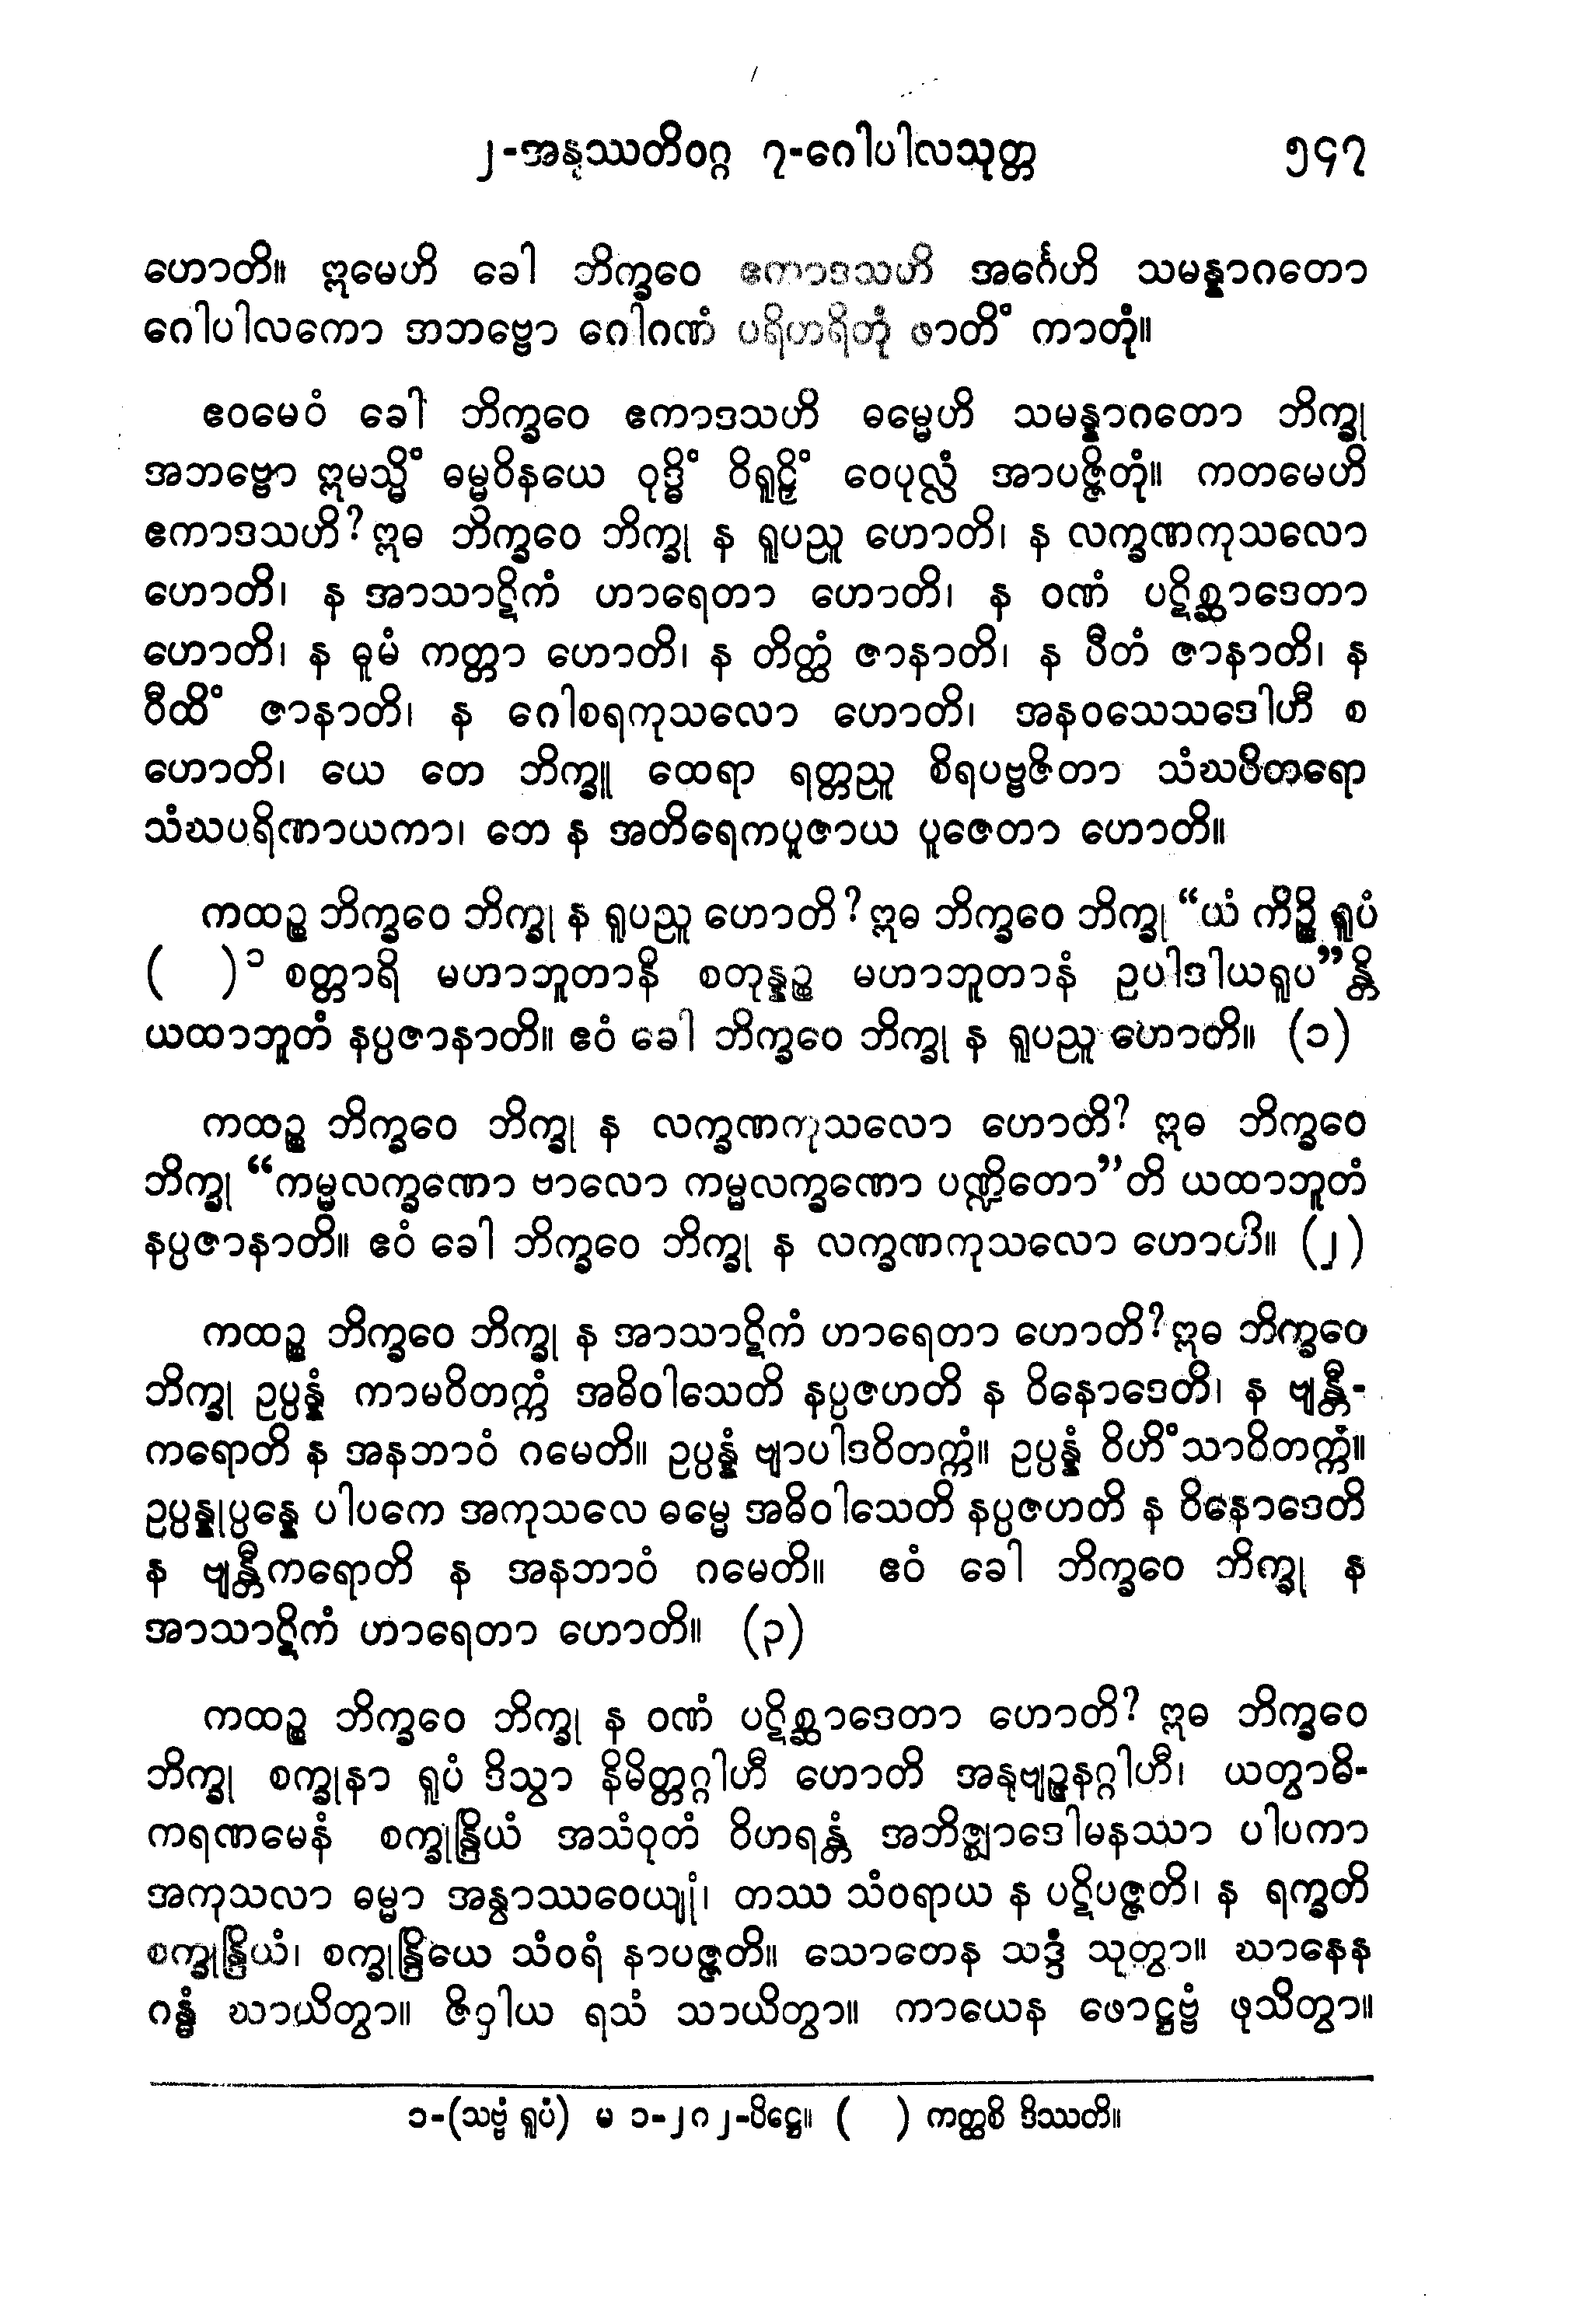 ၂-အနုဿတိဝဂ္ဂ ၇-ဂေါပါလသုတ္တ ၅၄၇
ဟောတိ။ ဣမေဟိ ခေါ ဘိက္ခဝေ ဧကာဒသဟိ အင်္ဂေဟိ သမန္နာဂတော
ဂေါပါလကော အဘဗ္ဗော ဂေါဂဏံ ပရိဟရိတုံ ဖာတိံ ကာတုံ။
ဧဝမေဝံ ခေါ ဘိက္ခဝေ ဧကာဒသဟိ ဓမ္မေဟိ သမန္နာဂတော ဘိက္ခု
အဘဗ္ဗော ဣမသ္မိံ ဓမ္မဝိနယေ ဝုဒ္ဓိံ ဝိရူဠှိံ ဝေပုလ္လံ အာပဇ္ဇိတုံ။ ကတမေဟိ
ဧကာဒသဟိ? ဣဓ ဘိက္ခဝေ ဘိက္ခု န ရူပညူ ဟောတိ၊ န လက္ခဏကုသလော
ဟောတိ၊ န အာသာဋိကံ ဟာရေတာ ဟောတိ၊ န ဝဏံ ပဋိစ္ဆာဒေတာ
ဟောတိ၊ န ဓူမံ ကတ္တာ ဟောတိ၊ န တိတ္ထံ ဇာနာတိ၊ န ပီတံ ဇာနာတိ၊ န
ဝီထိံ ဇာနာတိ၊ န ဂေါစရကုသလော ဟောတိ၊ အနဝသေသဒေါဟီ စ
ဟောတိ၊ ယေ တေ ဘိက္ခူ ထေရာ ရတ္တညူ စိရပဗ္ဗဇိတာ သံဃပိတရော
သံဃပရိဏာယကာ၊ တေ န အတိရေကပူဇာယ ပူဇေတာ ဟောတိ။
ကထဉ္စ ဘိက္ခဝေ ဘိက္ခု န ရူပညူ ဟောတိ? ဣဓ ဘိက္ခဝေ ဘိက္ခု “ယံ ကိဉ္စိ ရူပံ
( )၁ စတ္တာရိ မဟာဘူတာနိ စတုန္နဉ္စ မဟာဘူတာနံ ဥပါဒါယရူပ”န္တိ
ယထာဘူတံ နပ္ပဇာနာတိ။ ဧဝံ ခေါ ဘိက္ခဝေ ဘိက္ခု န ရူပညူ ဟောတိ။ (၁)
ကထဉ္စ ဘိက္ခဝေ ဘိက္ခု န လက္ခဏကုသလော ဟောတိ? ဣဓ ဘိက္ခဝေ
ဘိက္ခု “ကမ္မလက္ခဏော ဗာလော ကမ္မလက္ခဏော ပဏ္ဍိတော”တိ ယထာဘူတံ
နပ္ပဇာနာတိ။ ဧဝံ ခေါ ဘိက္ခဝေ ဘိက္ခု န လက္ခဏကုသလော ဟောတိ။ (၂)
ကထဉ္စ ဘိက္ခဝေ ဘိက္ခု န အာသာဋိကံ ဟာရေတာ ဟောတိ? ဣဓ ဘိက္ခဝေ
ဘိက္ခု ဥပ္ပန္နံ ကာမဝိတက္ကံ အဓိဝါသေတိ နပ္ပဇဟတိ န ဝိနောဒေတိ၊ န ဗျန္တီ-
ကရောတိ န အနဘာဝံ ဂမေတိ။ ဥပ္ပန္နံ ဗျာပါဒဝိတက္ကံ။ ဥပ္ပန္နံ ဝိဟိံသာဝိတက္ကံ။
ဥပ္ပန္နုပ္ပန္နေ ပါပကေ အကုသလေ ဓမ္မေ အဓိဝါသေတိ နပ္ပဇဟတိ န ဝိနောဒေတိ
န ဗျန္တီကရောတိ န အနဘာဝံ ဂမေတိ။ ဧဝံ ခေါ ဘိက္ခဝေ ဘိက္ခု န
အာသာဋိကံ ဟာရေတာ ဟောတိ။ (၃)
ကထဉ္စ ဘိက္ခဝေ ဘိက္ခု န ဝဏံ ပဋိစ္ဆာဒေတာ ဟောတိ? ဣဓ ဘိက္ခဝေ
ဘိက္ခု စက္ခုနာ ရူပံ ဒိသွာ နိမိတ္တဂ္ဂါဟီ ဟောတိ အနုဗျဉ္ဇနဂ္ဂါဟီ၊ ယတွာဓိ-
ကရဏမေနံ စက္ခုန္ဒြိယံ အသံဝုတံ ဝိဟရန္တံ အဘိဇ္ဈာဒေါမနဿာ ပါပကာ
အကုသလာ ဓမ္မာ အနွာဿဝေယျုံ၊ တဿ သံဝရာယ န ပဋိပဇ္ဇတိ၊ န ရက္ခတိ
စက္ခုန္ဒြိယံ၊ စက္ခုန္ဒြိယေ သံဝရံ နာပဇ္ဇတိ။ သောတေန သဒ္ဒံ သုတွာ။ ဃာနေန
ဂန္ဓံ ဃာယိတွာ။ ဇိဝှါယ ရသံ သာယိတွာ။ ကာယေန ဖောဋ္ဌဗ္ဗံ ဖုသိတွာ။
၁-(သဗ္ဗံ ရူပံ) မ ၁-၂၈၂-ပိဋ္ဌေ။ ( ) ကတ္ထစိ ဒိဿတိ။